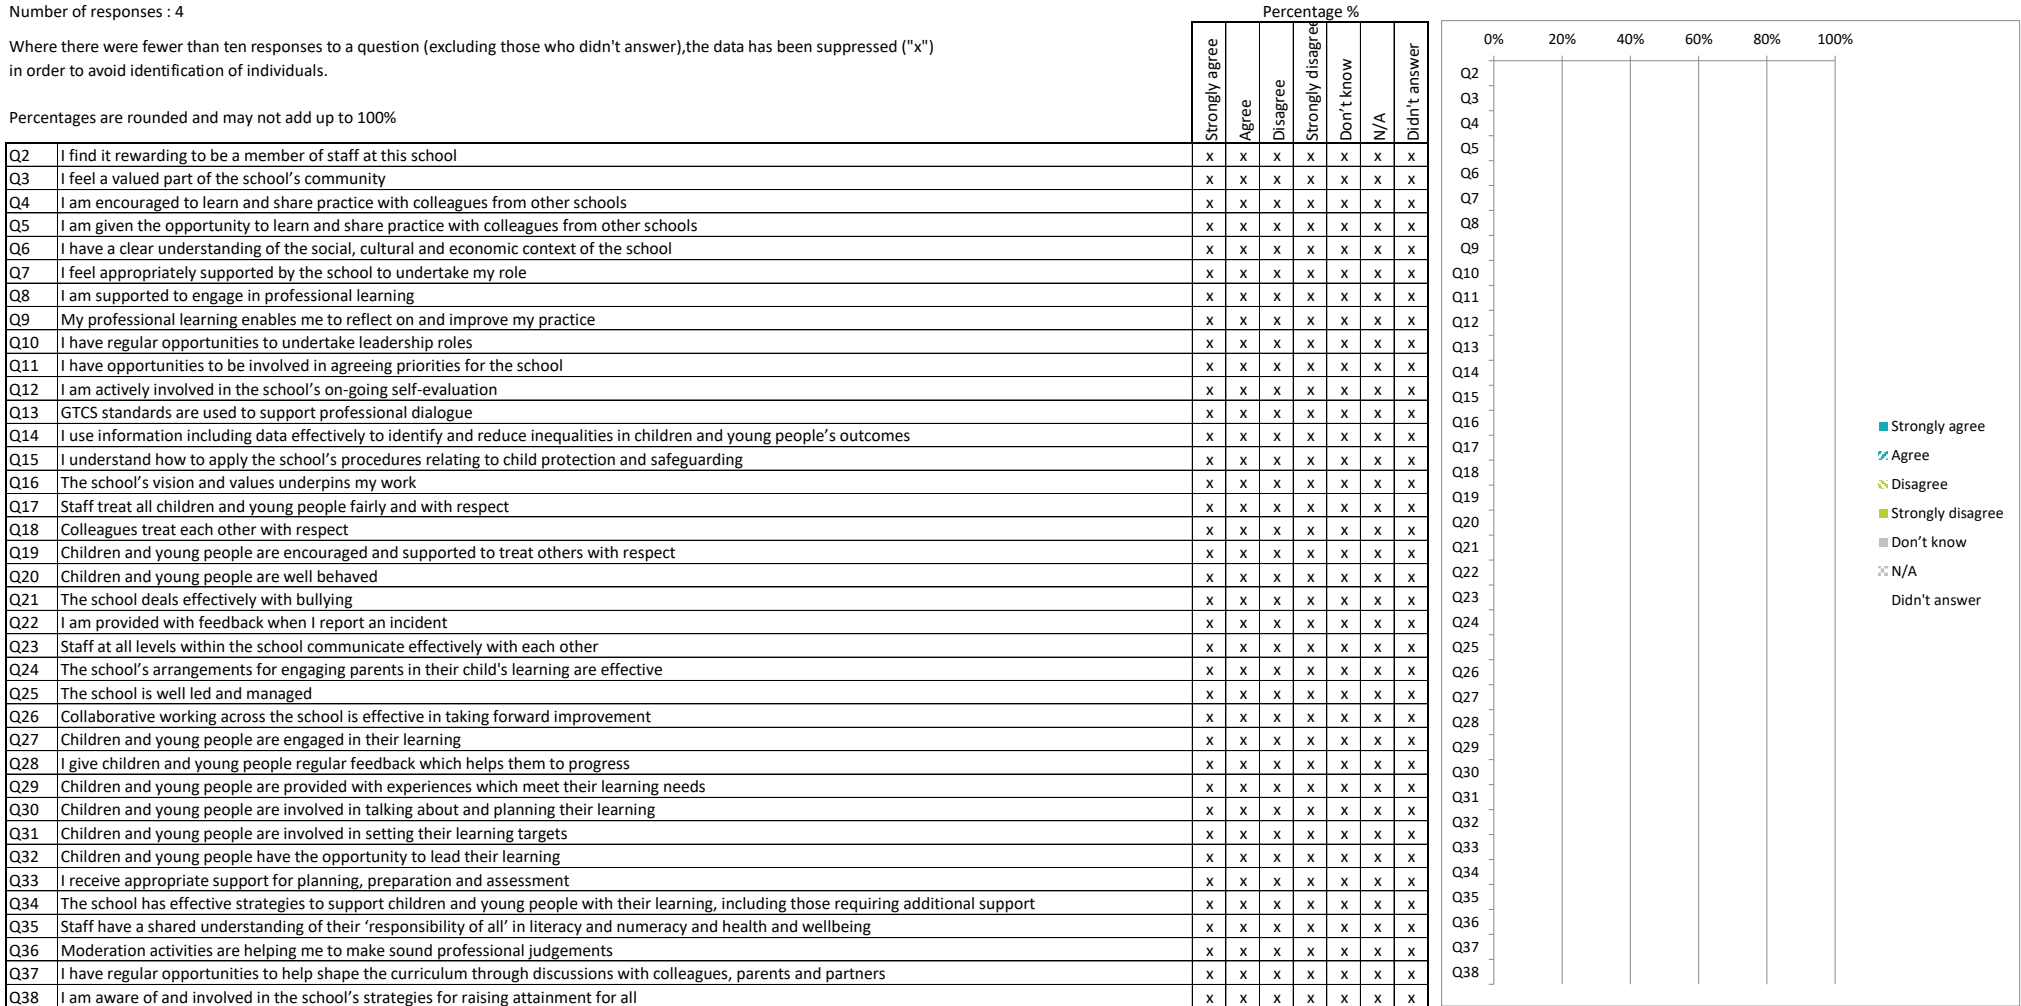 Number of responses : 4
Percentage %
Where there were fewer than ten responses to a question (excluding those who didn't answer),the data has been suppressed ("x")
in order to avoid identification of individuals.
Percentages are rounded and may not add up to 100%
Strongly agree
Agree
Disagree
Strongly disagree
Don't know
N/A
Didn't answer
Q2 I find it rewarding to be a member of staff at this school x x x x x x x
Q3 I feel a valued part of the school's community x x x x x x x
Q4 I am encouraged to learn and share practice with colleagues from other schools x x x x x x x
Q5 I am given the opportunity to learn and share practice with colleagues from other schools x x x x x x x
Q6 I have a clear understanding of the social, cultural and economic context of the school x x x x x x x
Q7 I feel appropriately supported by the school to undertake my role x x x x x x x
Q8 I am supported to engage in professional learning x x x x x x x
Q9 My professional learning enables me to reflect on and improve my practice x x x x x x x
Q10 I have regular opportunities to undertake leadership roles x x x x x x x
Q11 I have opportunities to be involved in agreeing priorities for the school x x x x x x x
Q12 I am actively involved in the school's on-going self-evaluation x x x x x x x
Q13 GTCS standards are used to support professional dialogue x x x x x x x
Q14 I use information including data effectively to identify and reduce inequalities in children and young people's outcomes x x x x x x x
Q15 I understand how to apply the school's procedures relating to child protection and safeguarding x x x x x x x
Q16 The school's vision and values underpins my work x x x x x x x
Q17 Staff treat all children and young people fairly and with respect x x x x x x x
Q18 Colleagues treat each other with respect x x x x x x x
Q19 Children and young people are encouraged and supported to treat others with respect x x x x x x x
Q20 Children and young people are well behaved x x x x x x x
Q21 The school deals effectively with bullying x x x x x x x
Q22 I am provided with feedback when I report an incident x x x x x x x
Q23 Staff at all levels within the school communicate effectively with each other x x x x x x x
Q24 The school's arrangements for engaging parents in their child's learning are effective x x x x x x x
Q25 The school is well led and managed x x x x x x x
Q26 Collaborative working across the school is effective in taking forward improvement x x x x x x x
Q27 Children and young people are engaged in their learning x x x x x x x
Q28 I give children and young people regular feedback which helps them to progress x x x x x x x
Q29 Children and young people are provided with experiences which meet their learning needs x x x x x x x
Q30 Children and young people are involved in talking about and planning their learning x x x x x x x
Q31 Children and young people are involved in setting their learning targets x x x x x x x
Q32 Children and young people have the opportunity to lead their learning x x x x x x x
Q33 I receive appropriate support for planning, preparation and assessment x x x x x x x
Q34 The school has effective strategies to support children and young people with their learning, including those requiring additional support x x x x x x x
Q35 Staff have a shared understanding of their 'responsibility of all' in literacy and numeracy and health and wellbeing x x x x x x x
Q36 Moderation activities are helping me to make sound professional judgements x x x x x x x
Q37 I have regular opportunities to help shape the curriculum through discussions with colleagues, parents and partners x x x x x x x
Q38 I am aware of and involved in the school's strategies for raising attainment for all x x x x x x x
0% 20% 40% 60% 80% 100%
Q2
Q3
Q4
Q5
Q6
Q7
Q8
Q9
Q10
Q11
Q12
Q13
Q14
Q15
Q16
Q17
Q18
Q19
Q20
Q21
Q22
Q23
Q24
Q25
Q26
Q27
Q28
Q29
Q30
Q31
Q32
Q33
Q34
Q35
Q36
Q37
Q38
Strongly agree
Agree
Disagree
Strongly disagree
Don't know
N/A
Didn't answer